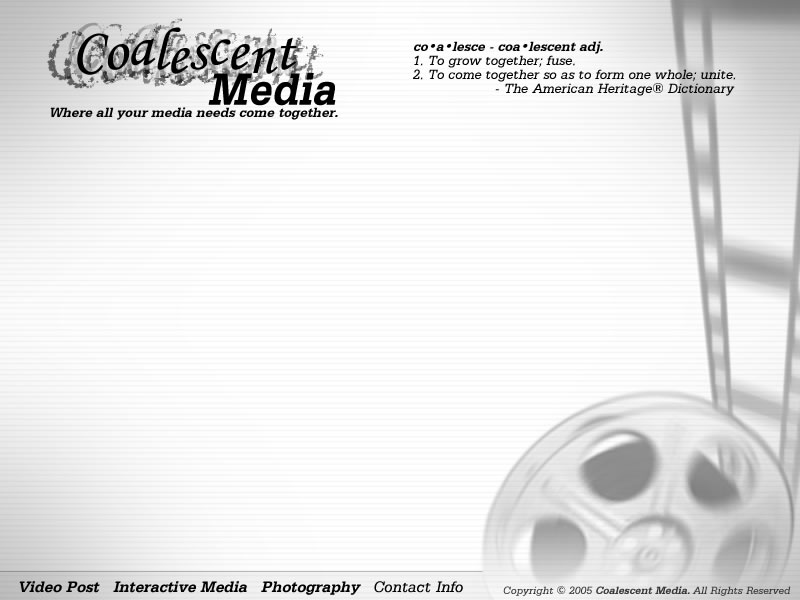 Coalescent
Media
Where all your media needs come together.
co•a•lesce - coa•lescent adj.
1. To grow together; fuse.
2. To come together so as to form one whole; unite.
- The American Heritage® Dictionary
Video Post Interactive Media Photography Contact Info
Copyright © 2005 Coalescent Media. All Rights Reserved